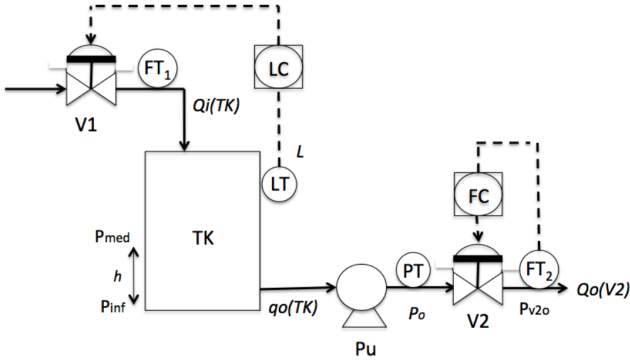 FT1
LC
Qi(TK)
V1
L
LT
FC
Pmed
TK
h
PT
FT2
Qo(V2)
Pinf
qo(TK)
Po
V2
Pv2o
Pu